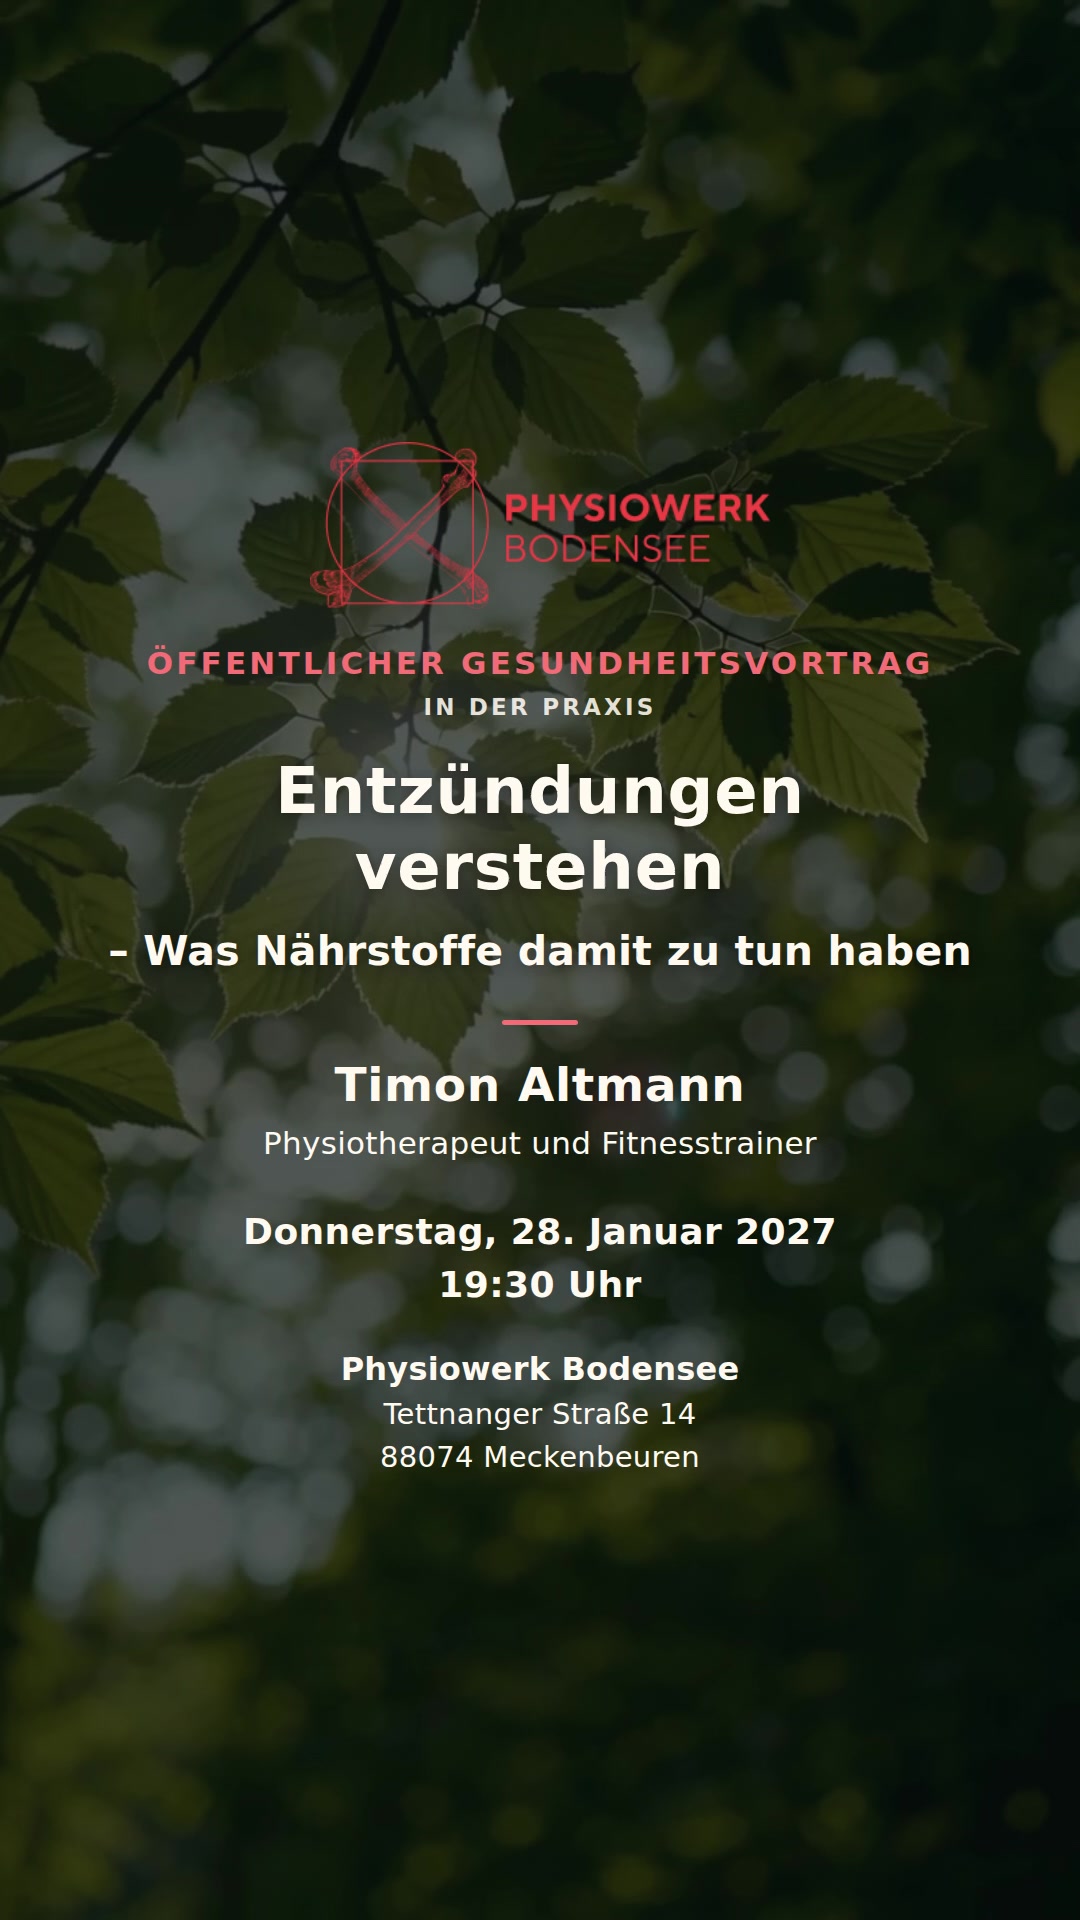 PHYSIOWERK
BODENSEE
ÖFFENTLICHER GESUNDHEITSVORTRAG
IN DER PRAXIS
Entzündungen
verstehen
– Was Nährstoffe damit zu tun haben
Timon Altmann
Physiotherapeut und Fitnesstrainer
Donnerstag, 28. Januar 2027
19:30 Uhr
Physiowerk Bodensee
Tettnanger Straße 14
88074 Meckenbeuren